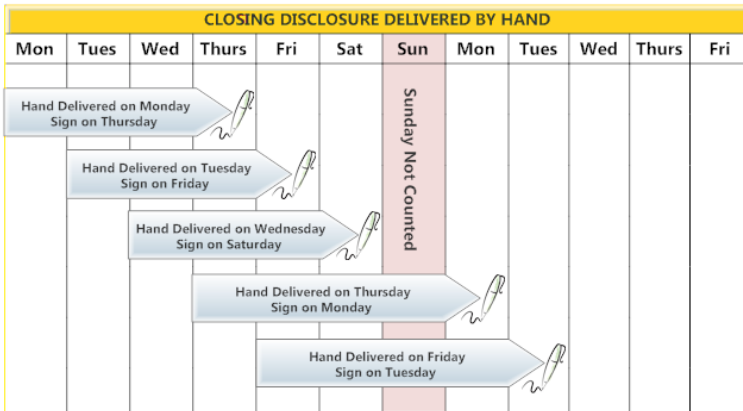 CLOSING DISCLOSURE DELIVERED BY HAND
Mon Tues Wed Thurs Fri Sat Sun Mon Tues Wed Thurs Fri
Hand Delivered on Monday
Sign on Thursday
Hand Delivered on Tuesday
Sign on Friday
Hand Delivered on Wednesday
Sign on Saturday
Sunday Not Counted
Hand Delivered on Thursday
Sign on Monday
Hand Delivered on Friday
Sign on Tuesday